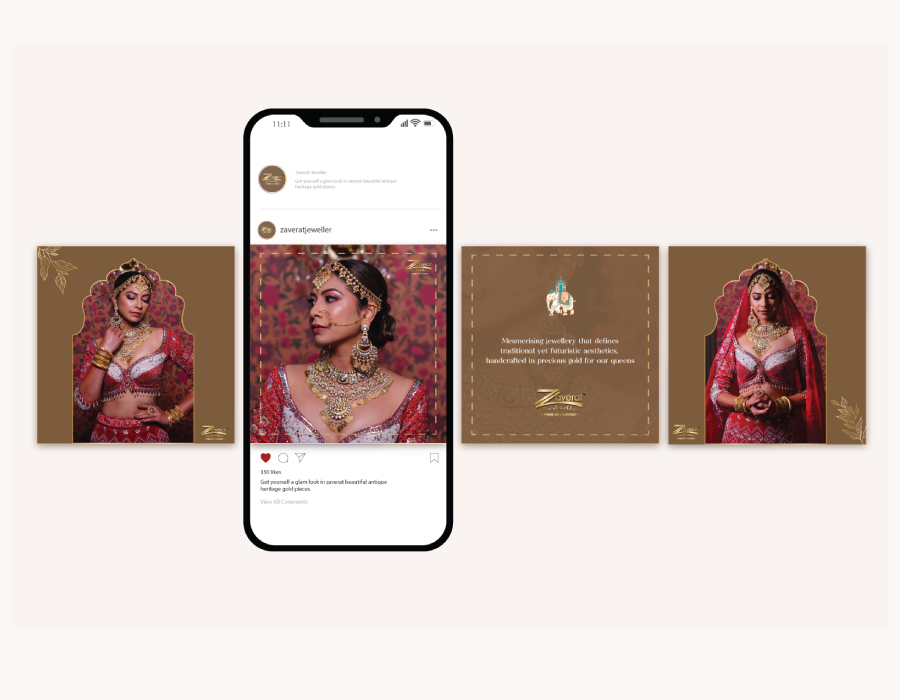 11:11
Zaverat Jeweller
Get yourself a glam look in zaverat beautiful antique
heritage gold pieces.
zaveratjeweller
350 likes
Get yourself a glam look in zaverat beautiful antique
heritage gold pieces.
View All Comments
Mesmerising jewellery that defines
traditional yet futuristic aesthetics,
handcrafted in precious gold for our queens
Zaverat